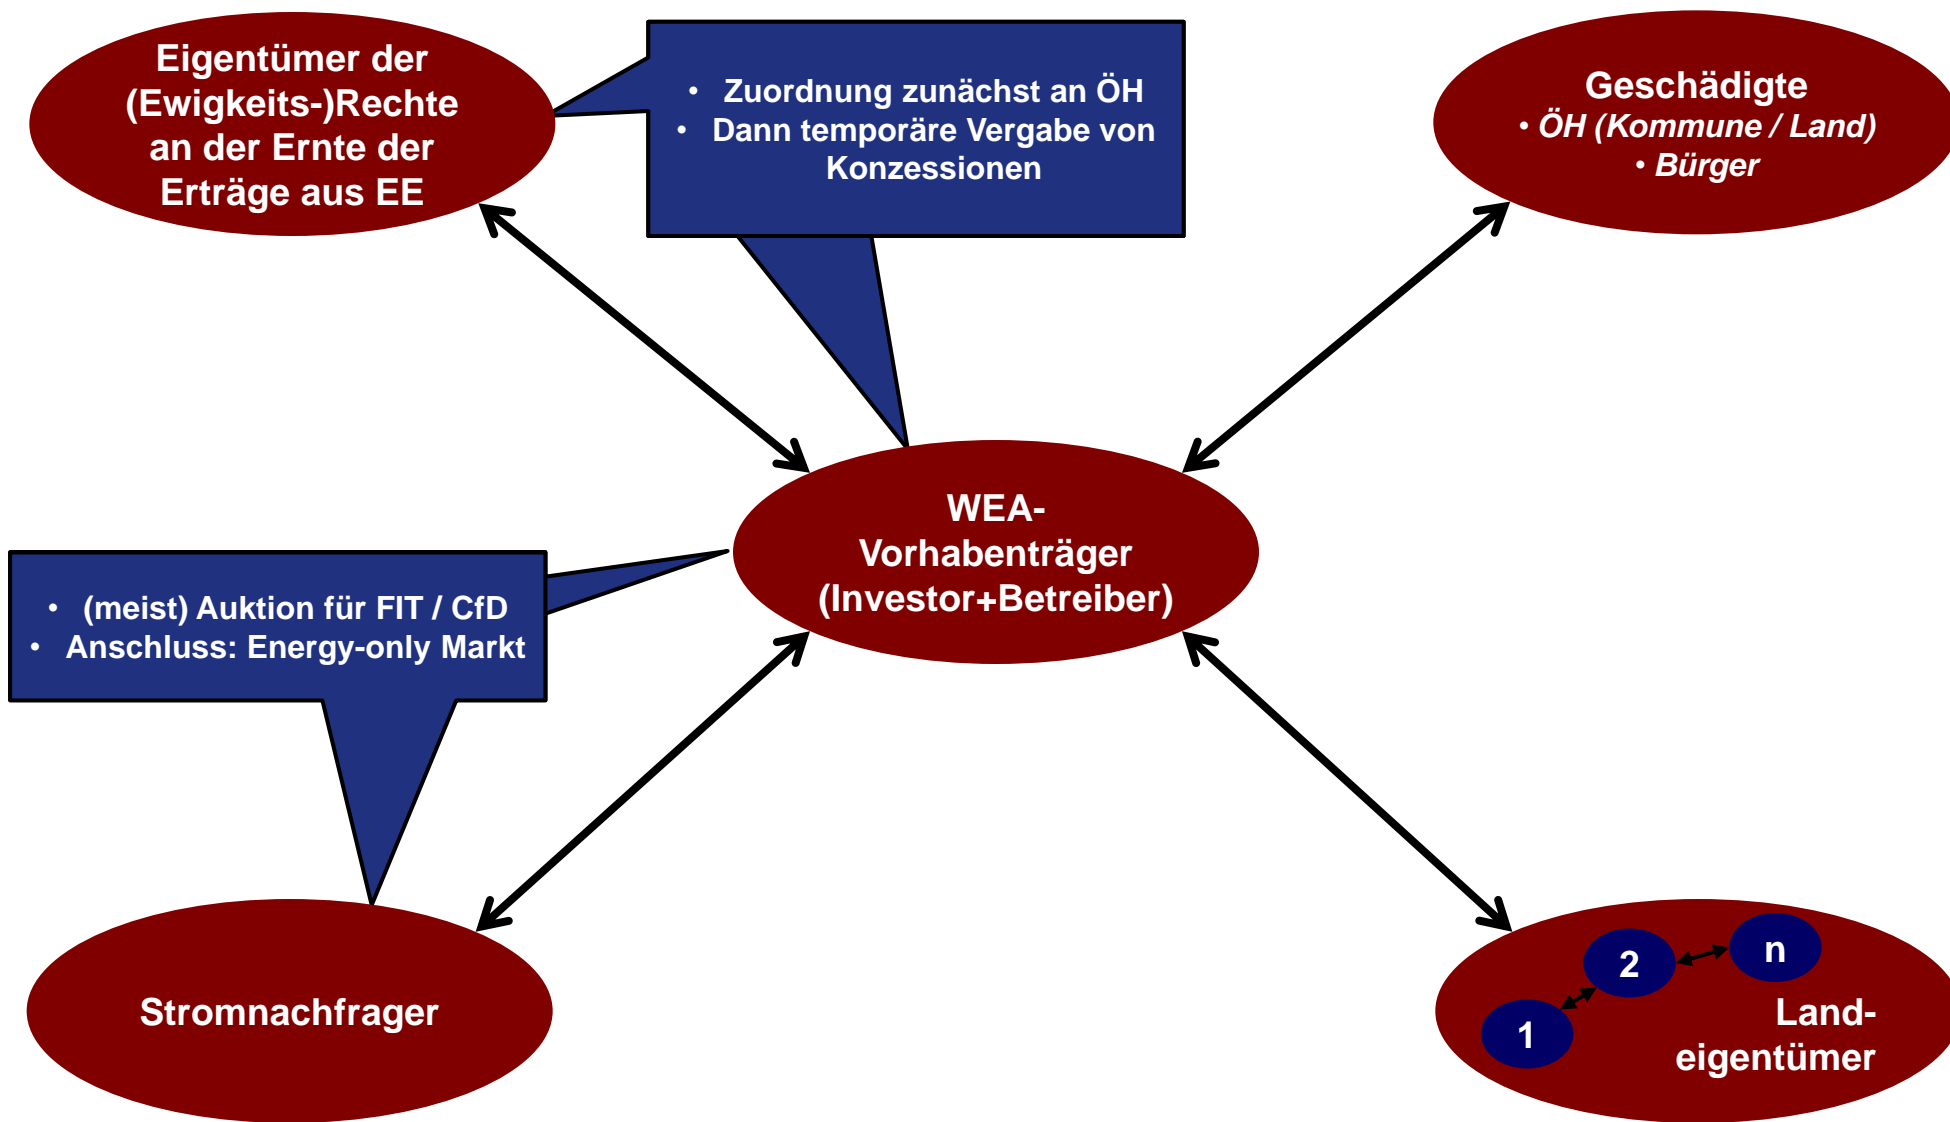 Eigentümer der
(Ewigkeits-)Rechte
an der Ernte der
Erträge aus EE
• Zuordnung zunächst an ÖH
• Dann temporäre Vergabe von
Konzessionen
Geschädigte
• ÖH (Kommune / Land)
• Bürger
WEA-
Vorhabenträger
(Investor+Betreiber)
• (meist) Auktion für FIT / CfD
• Anschluss: Energy-only Markt
Stromnachfrager
1
2
n
Land-
eigentümer